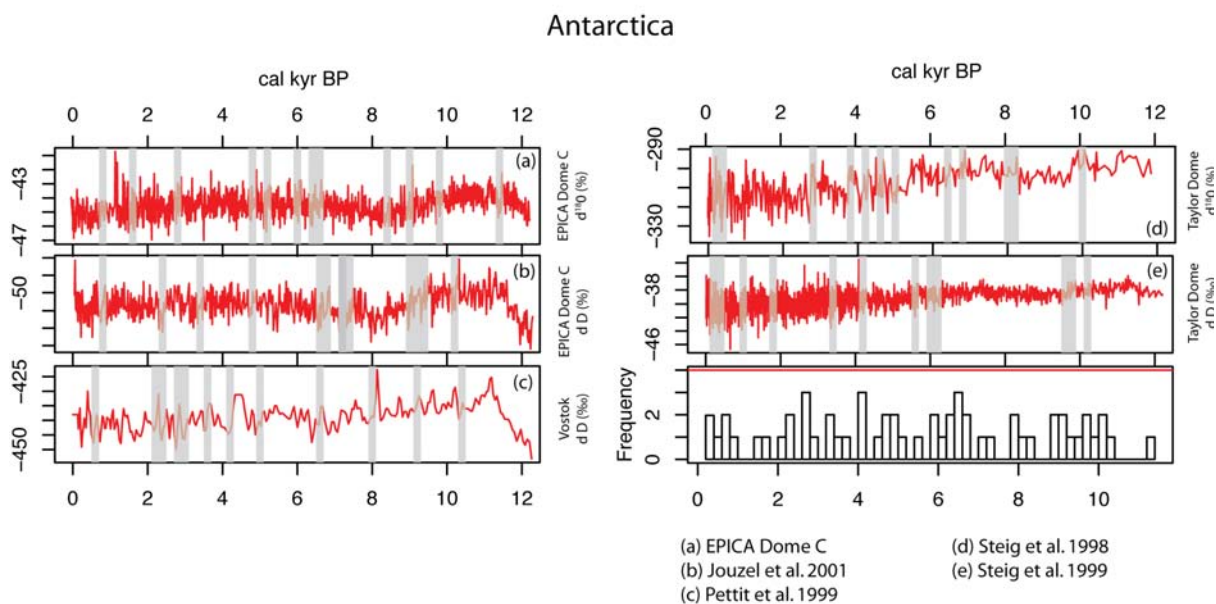 Antarctica
cal kyr BP
0 2 4 6 8 10 12
(a)
-43
-47
EPICA Dome C
d¹⁸0 (%)
(b)
-50
EPICA Dome C
d D (%)
(c)
-425
-450
Vostok
d D (‰)
0 2 4 6 8 10 12
cal kyr BP
0 2 4 6 8 10 12
-290
-330
(d)
Taylor Dome
d¹⁸0 (%)
(e)
-38
-46
Taylor Dome
d D (‰)
Frequency
2
0
0 2 4 6 8 10
(a) EPICA Dome C
(b) Jouzel et al. 2001
(c) Pettit et al. 1999
(d) Steig et al. 1998
(e) Steig et al. 1999